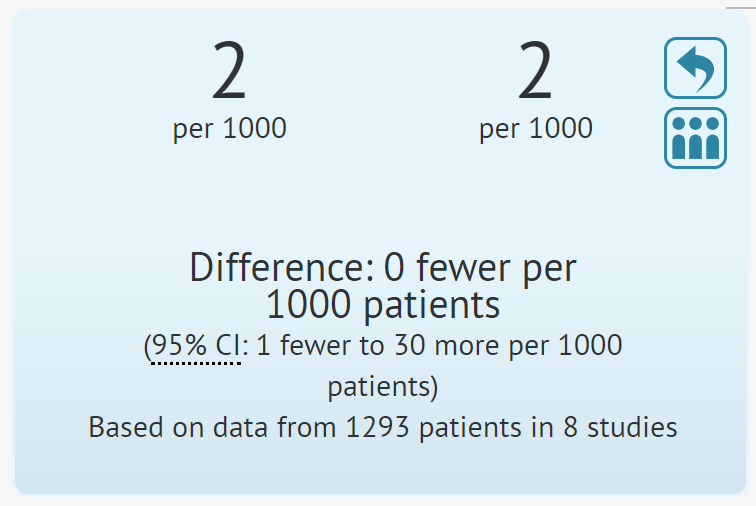 2 2
per 1000 per 1000
Difference: 0 fewer per
1000 patients
(95% CI: 1 fewer to 30 more per 1000
patients)
Based on data from 1293 patients in 8 studies